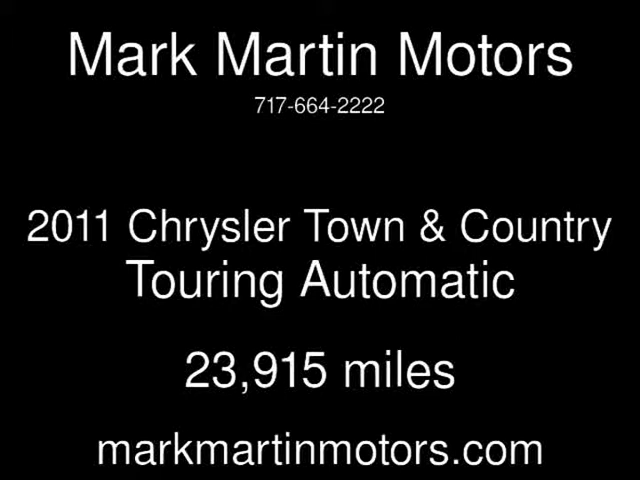 Mark Martin Motors
717-664-2222
2011 Chrysler Town & Country
Touring Automatic
23,915 miles
markmartinmotors.com